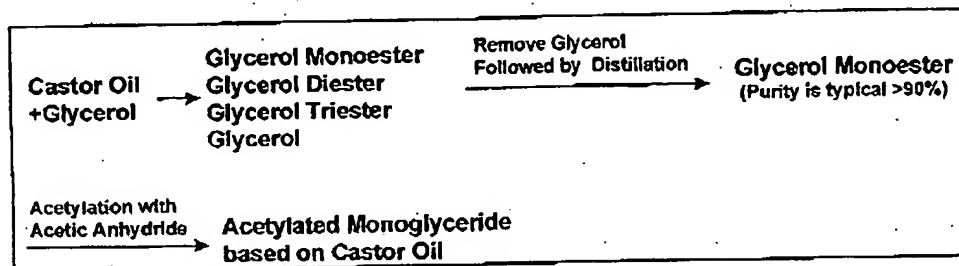 Castor Oil
+Glycerol
Glycerol Monoester
Glycerol Diester
Glycerol Triester
Glycerol
Remove Glycerol
Followed by Distillation
Glycerol Monoester
(Purity is typical >90%)
Acetylation with
Acetic Anhydride
Acetylated Monoglyceride
based on Castor Oil